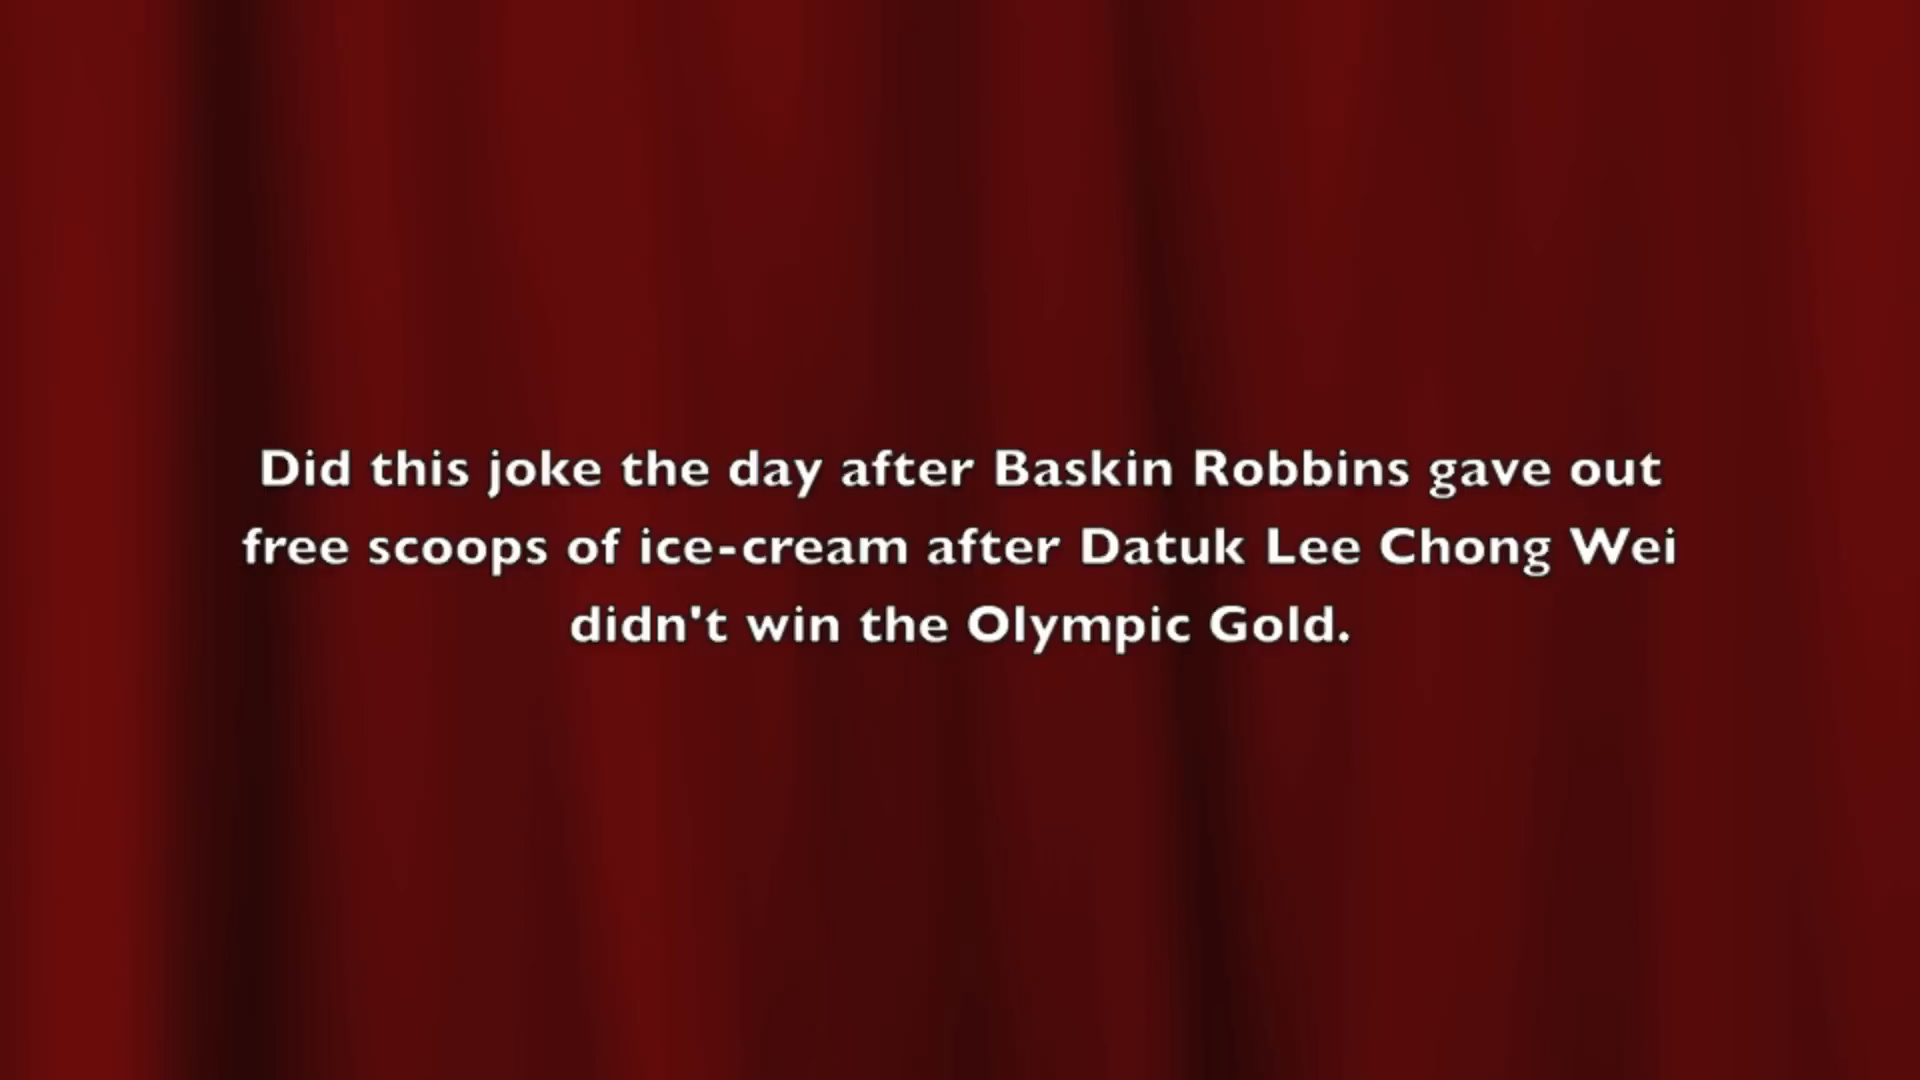 Did this joke the day after Baskin Robbins gave out
free scoops of ice-cream after Datuk Lee Chong Wei
didn't win the Olympic Gold.